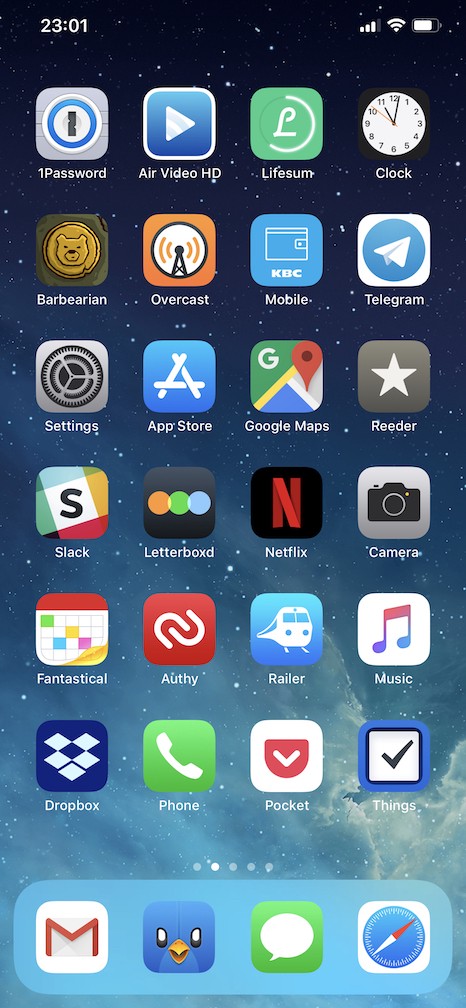 23:01
1Password
Air Video HD
Lifesum
Clock
Barbearian
Overcast
KBC
Mobile
Telegram
Settings
App Store
G
Google Maps
Reeder
S
Slack
Letterboxd
N
Netflix
Camera
Fantastical
Authy
Railer
Music
Dropbox
Phone
Pocket
Things